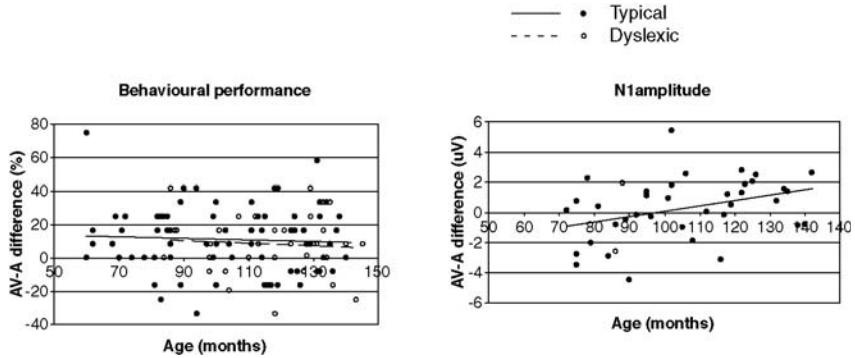 Typical
Dyslexic
Behavioural performance
80
60
40
20
0
-20
-40
50 70 90 110 130 150
AV-A difference (%)
Age (months)
N1amplitude
6
4
2
0
-2
-4
-6
50 60 70 80 90 100 110 120 130 140 150
AV-A difference (uV)
Age (months)